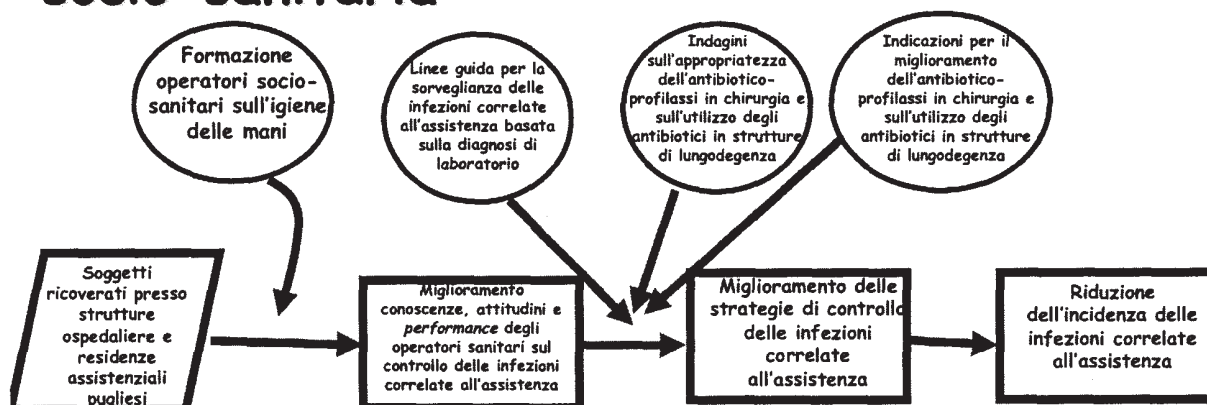 socio-sanitaria
Formazione
operatori socio-
sanitari sull'igiene
delle mani
Linee guida per la
sorveglianza delle
infezioni correlate
all'assistenza basata
sulla diagnosi di
laboratorio
Indagini
sull'appropriatezza
dell'antibiotico-
profilassi in chirurgia e
sull'utilizzo degli
antibiotici in strutture
di lungodegenza
Indicazioni per il
miglioramento
dell'antibiotico-
profilassi in chirurgia e
sull'utilizzo degli
antibiotici in strutture
di lungodegenza
Soggetti
ricoverati presso
strutture
ospedaliere e
residenze
assistenziali
pugliesi
Miglioramento
conoscenze, attitudini e
performance degli
operatori sanitari sul
controllo delle infezioni
correlate all'assistenza
Miglioramento delle
strategie di controllo
delle infezioni
correlate
all'assistenza
Riduzione
dell'incidenza delle
infezioni correlate
all'assistenza